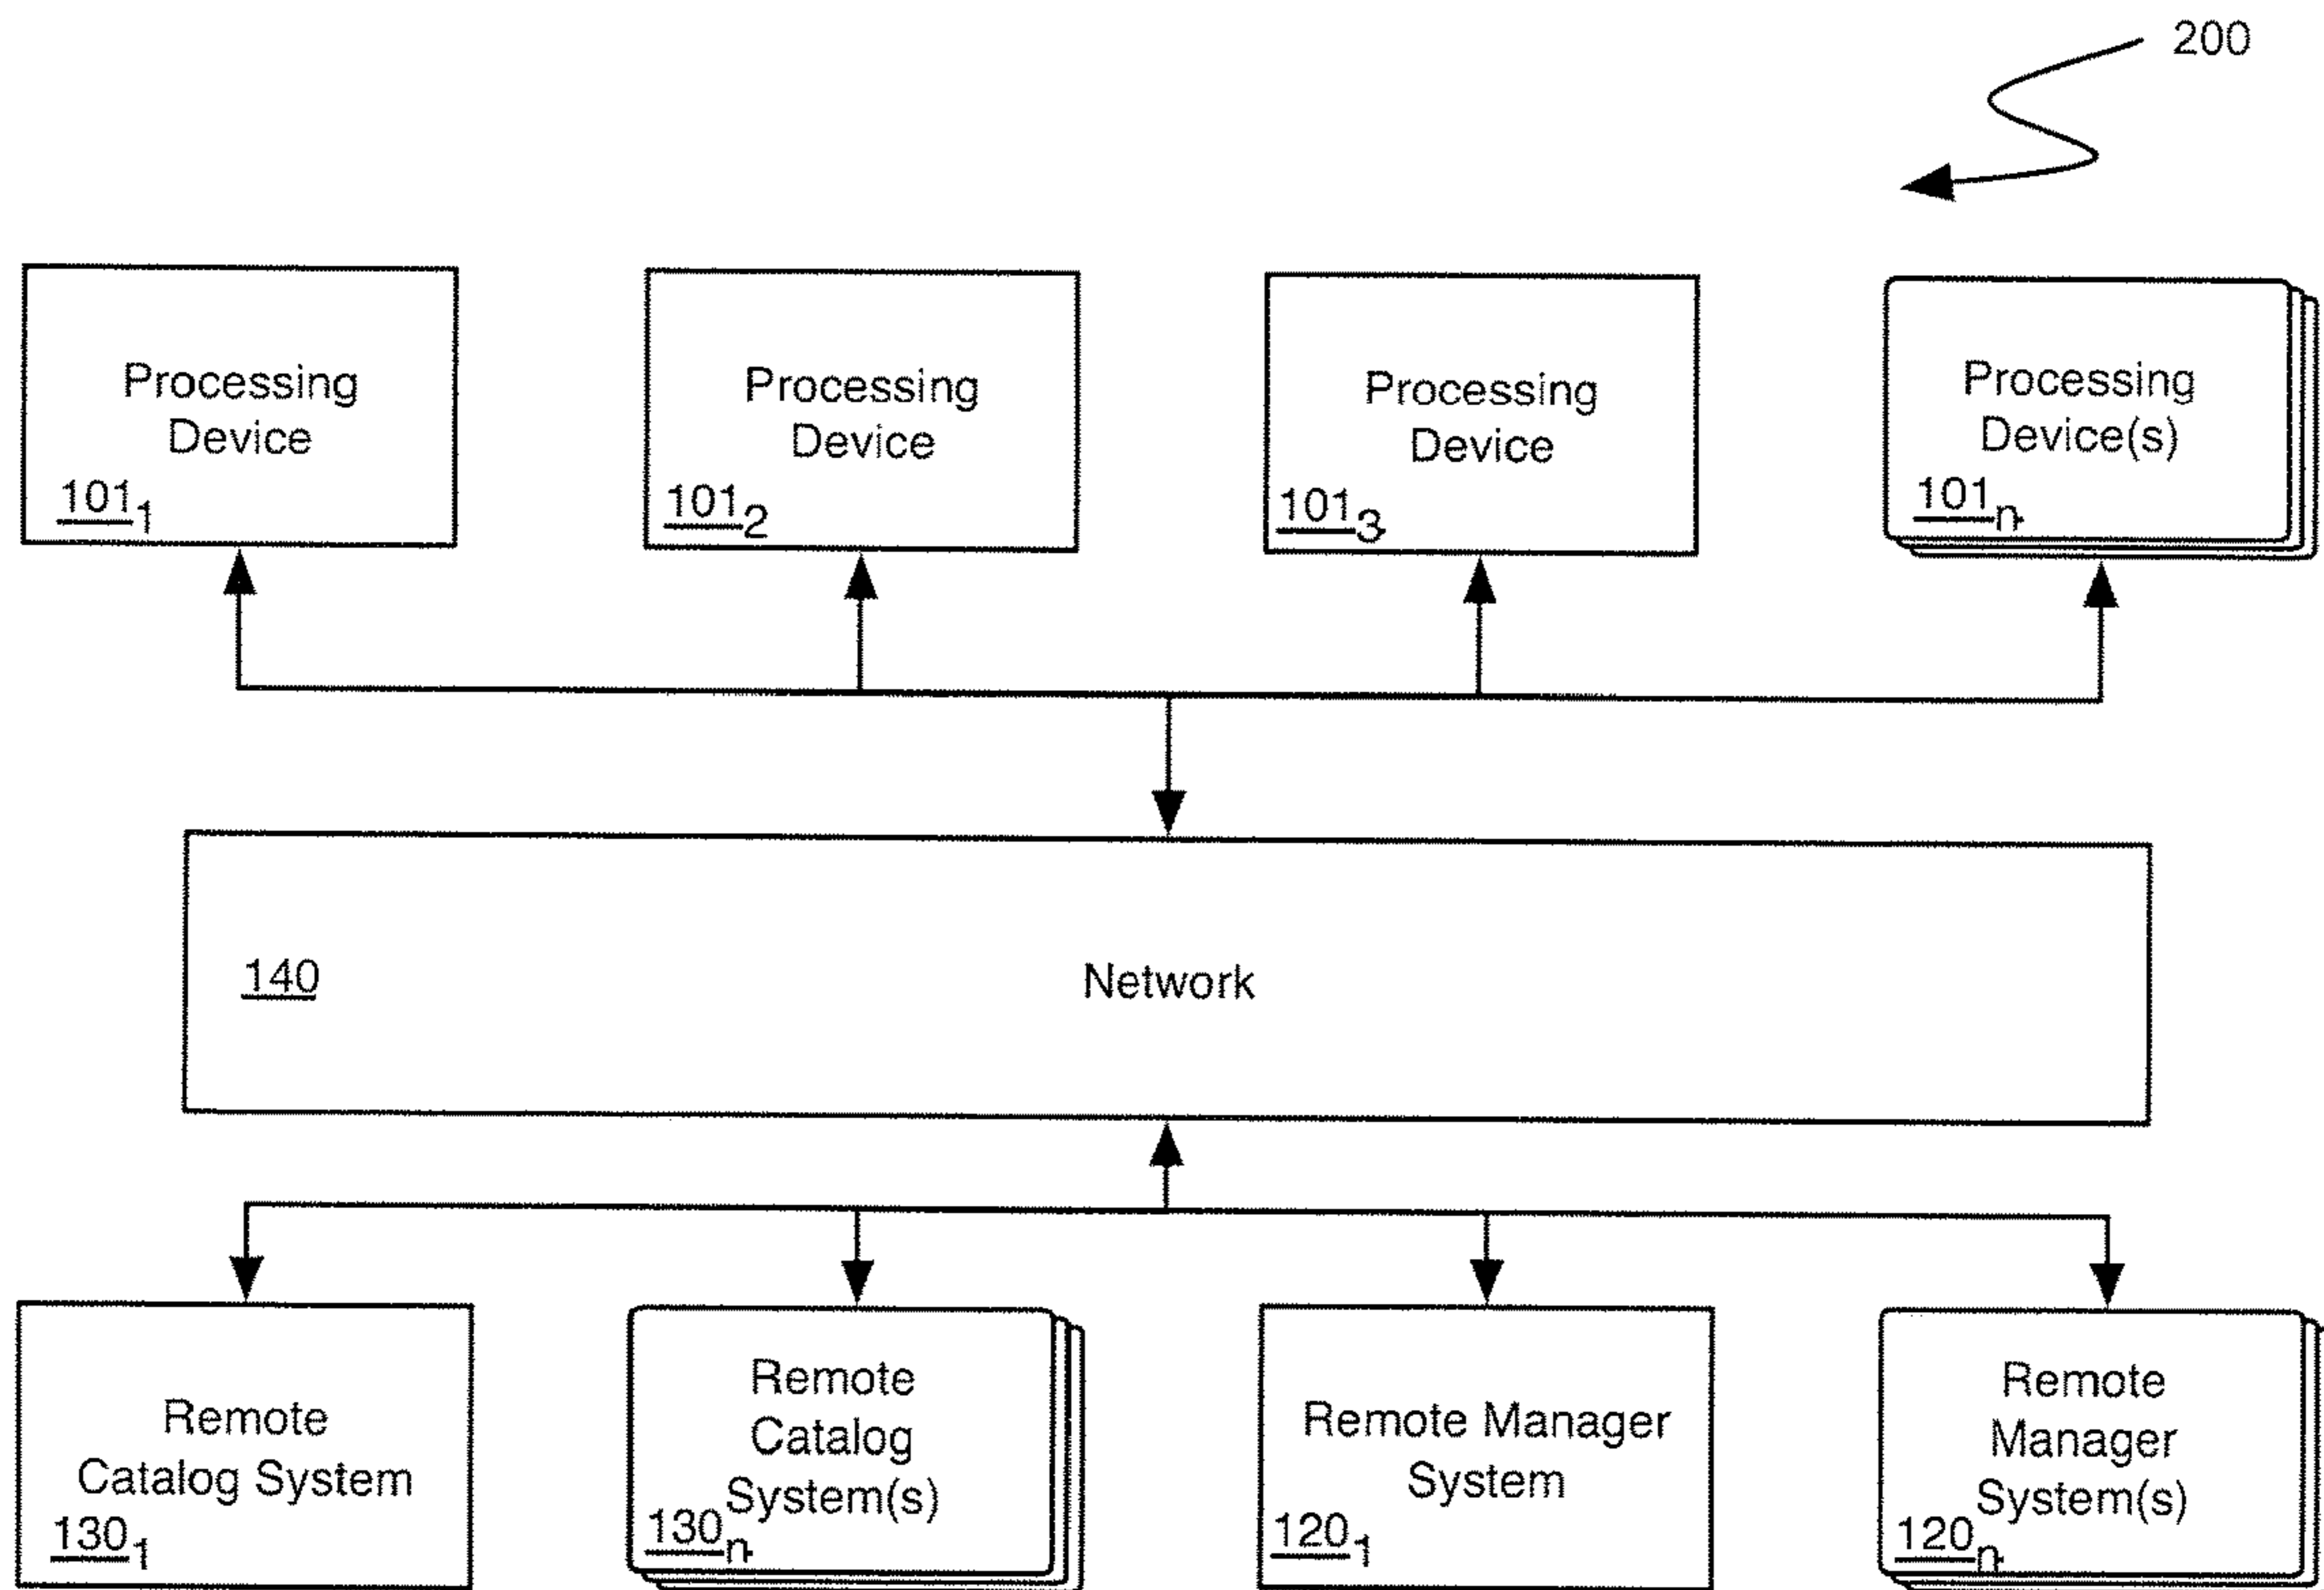 200
Processing
Device
101₁
Processing
Device
101₂
Processing
Device
101₃
Processing
Device(s)
101ₙ
140
Network
Remote
Catalog System
130₁
Remote
Catalog
System(s)
130ₙ
Remote Manager
System
120₁
Remote
Manager
System(s)
120ₙ